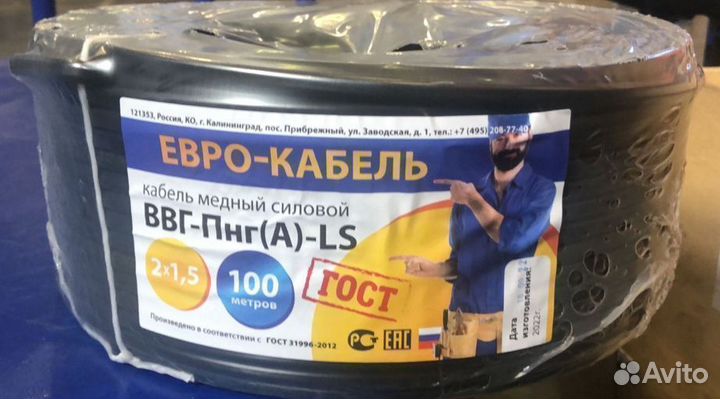 121353, Россия, КО, г. Калининград, пос. Прибрежный, ул. Заводская, д. 1, тел.: +7 (495) 208-77-40
ЕВРО-КАБЕЛЬ
кабель медный силовой
ВВГ-Пнг(А)-LS
2х1,5
100
метров
ГОСТ
Произведено в соответствии с ГОСТ 31996-2012
РС
ЕАС
Дата
изготовления:
2022г.
Avito